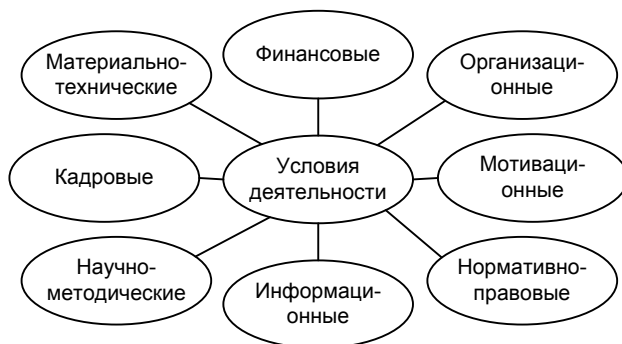 Финансовые
Материально-
технические
Организаци-
онные
Кадровые
Условия
деятельности
Мотиваци-
онные
Научно-
методические
Информаци-
онные
Нормативно-
правовые